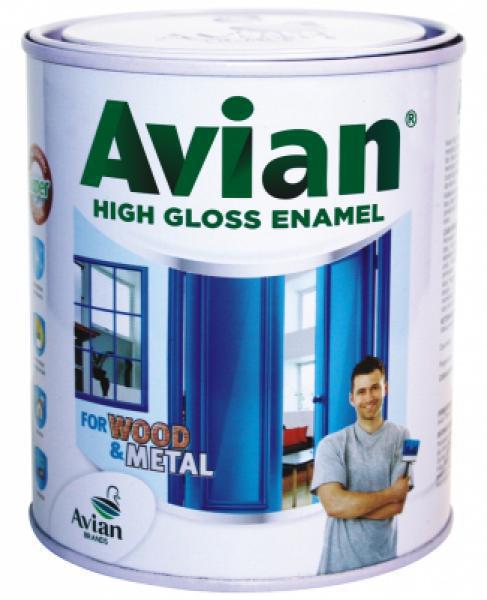 Avian®
HIGH GLOSS ENAMEL
FOR WOOD
& METAL
Avian
BRANDS